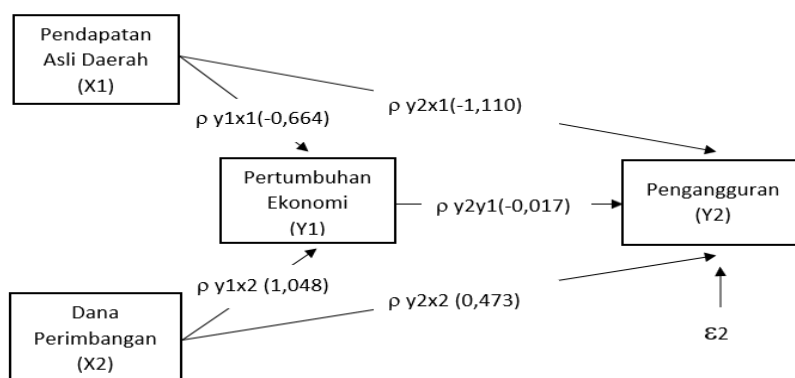 Pendapatan
Asli Daerah
(X1)
ρ y1x1(-0,664)
ρ y2x1(-1,110)
Pertumbuhan
Ekonomi
(Y1)
ρ y2y1(-0,017)
Pengangguran
(Y2)
ρ y1x2 (1,048)
ρ y2x2 (0,473)
Dana
Perimbangan
(X2)
ε2